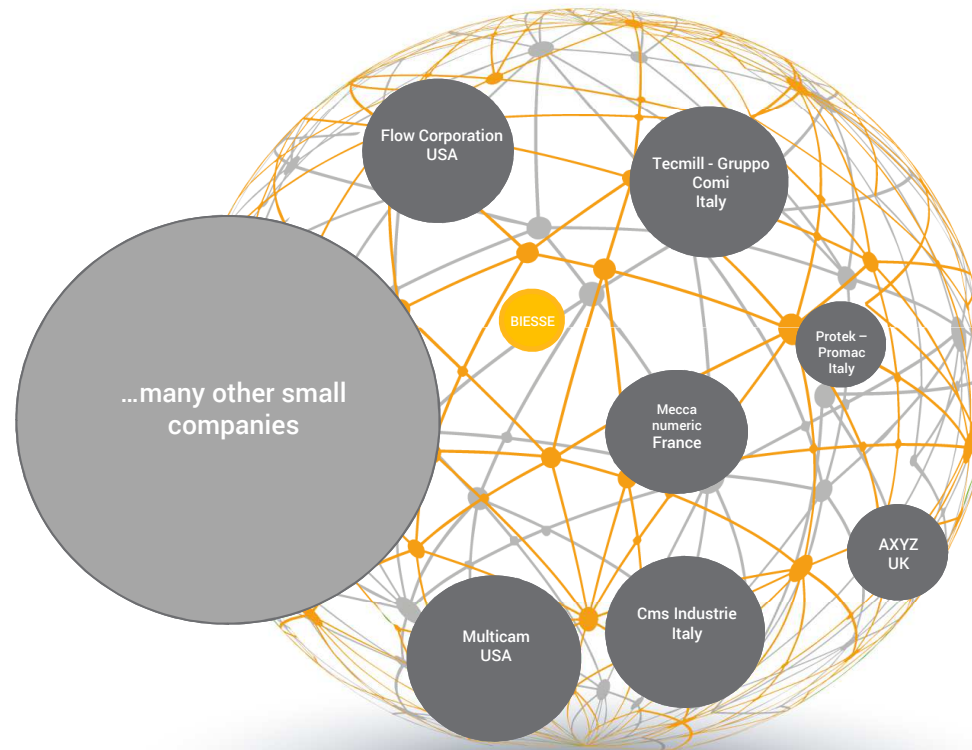 Flow Corporation
USA
Tecmill - Gruppo
Comi
Italy
BIESSE
Protek –
Promac
Italy
...many other small
companies
Mecca
numeric
France
AXYZ
UK
Multicam
USA
Cms Industrie
Italy